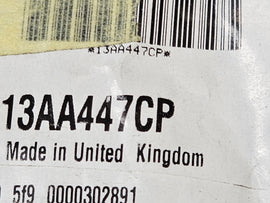 *13AA447CP*
13AA447CP
Made in United Kingdom
5f9 0000302891